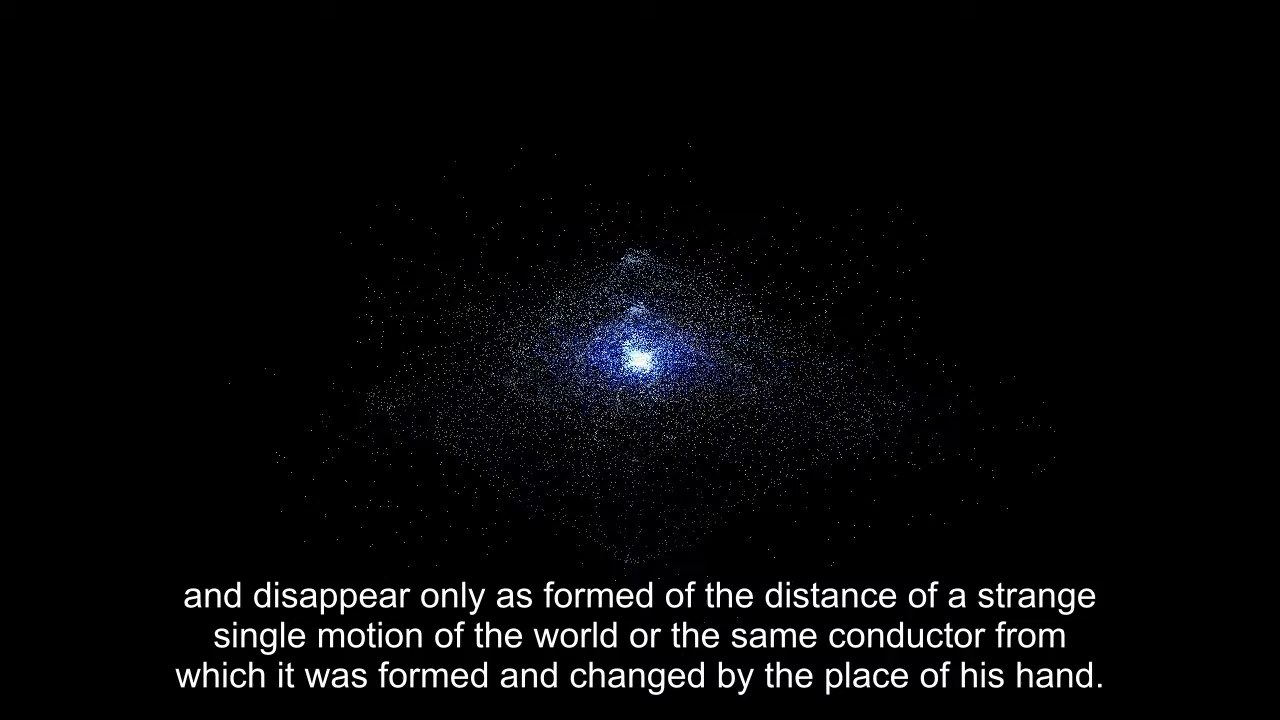 and disappear only as formed of the distance of a strange
single motion of the world or the same conductor from
which it was formed and changed by the place of his hand.